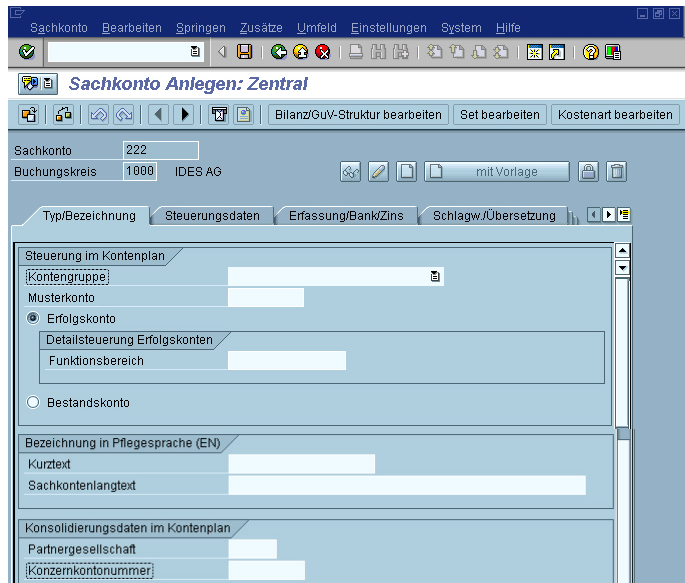 Sachkonto Bearbeiten Springen Zusätze Umfeld Einstellungen System Hilfe
Sachkonto Anlegen: Zentral
Bilanz/GuV-Struktur bearbeiten Set bearbeiten Kostenart bearbeiten
Sachkonto 222
Buchungskreis 1000 IDES AG
mit Vorlage
Typ/Bezeichnung Steuerungsdaten Erfassung/Bank/Zins Schlagw./Übersetzung
Steuerung im Kontenplan
Kontengruppe
Musterkonto
Erfolgskonto
Detailsteuerung Erfolgskonten
Funktionsbereich
Bestandskonto
Bezeichnung in Pflegesprache (EN)
Kurztext
Sachkontenlangtext
Konsolidierungsdaten im Kontenplan
Partnergesellschaft
Konzernkontonummer